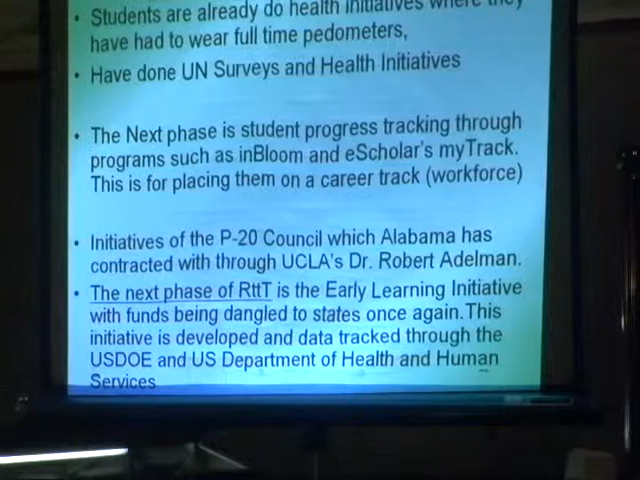 • Students are already do health initiatives where they
have had to wear full time pedometers,
• Have done UN Surveys and Health Initiatives
• The Next phase is student progress tracking through
programs such as inBloom and eScholar's myTrack.
This is for placing them on a career track (workforce)
• Initiatives of the P-20 Council which Alabama has
contracted with through UCLA's Dr. Robert Adelman.
• The next phase of RttT is the Early Learning Initiative
with funds being dangled to states once again.This
initiative is developed and data tracked through the
USDOE and US Department of Health and Human
Services